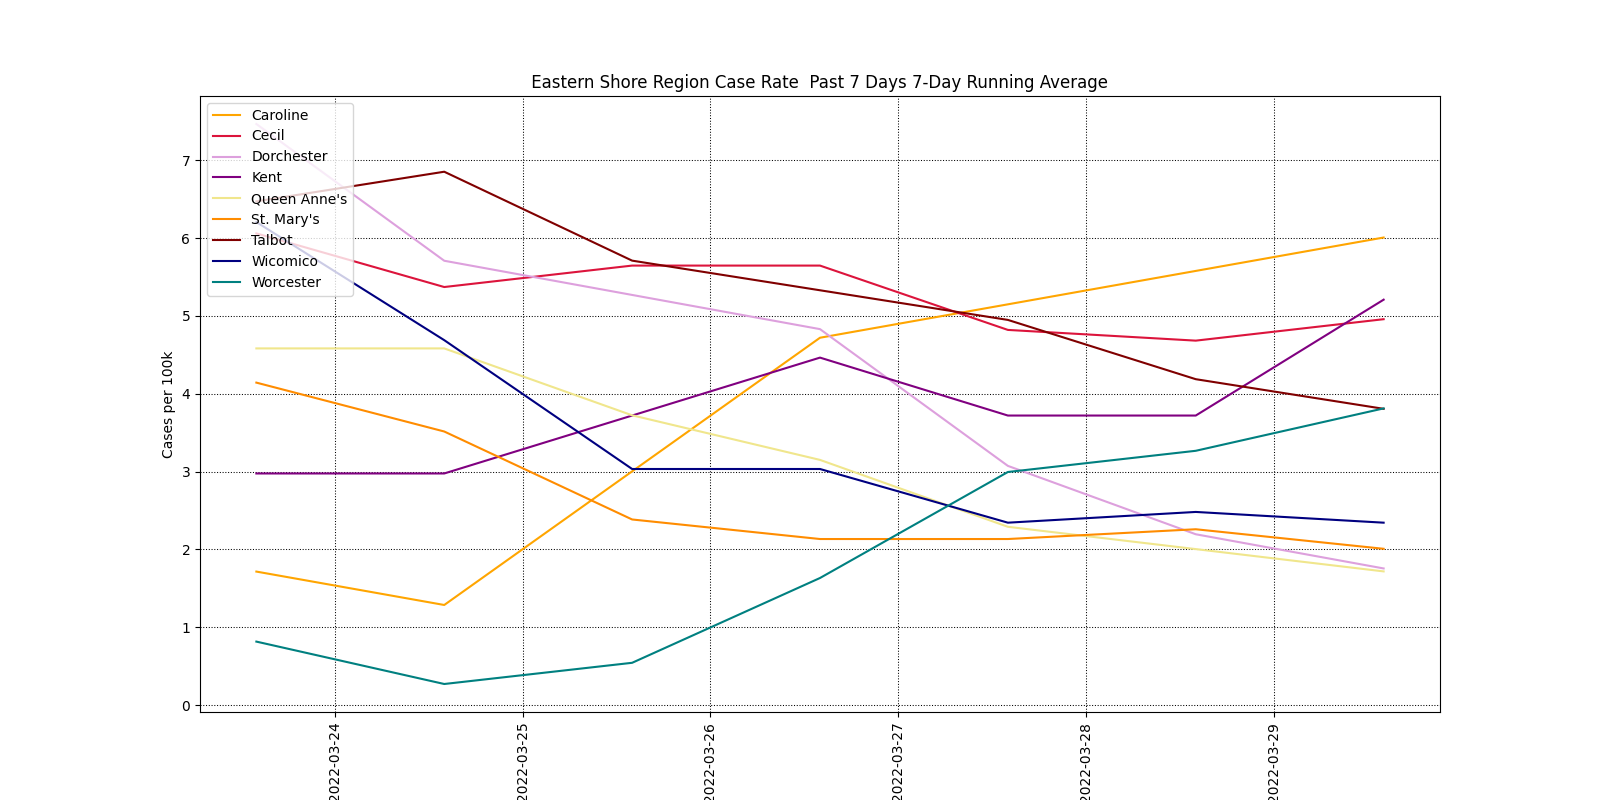 Eastern Shore Region Case Rate  Past 7 Days 7-Day Running Average
Caroline
Cecil
Dorchester
Kent
Queen Anne's
St. Mary's
Talbot
Wicomico
Worcester
Cases per 100k
7
6
5
4
3
2
1
0
2022-03-24
2022-03-25
2022-03-26
2022-03-27
2022-03-28
2022-03-29